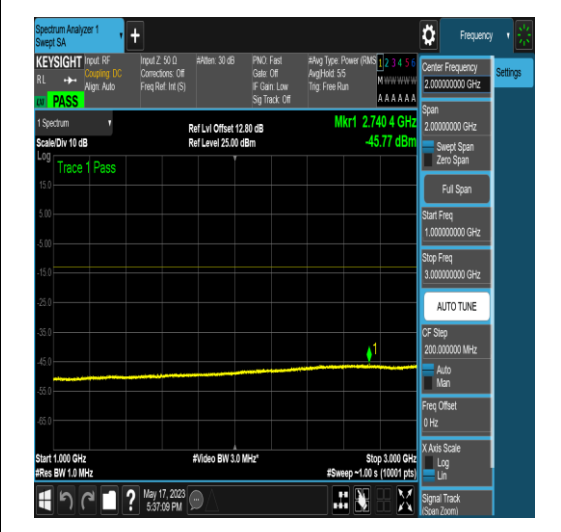 Spectrum Analyzer 1
Swept SA
Frequency
KEYSIGHT
RL
PASS
Input: RF
Coupling: DC
Align: Auto
Input Z: 50 Ω
Corrections: Off
Freq Ref: Int (S)
#Atten: 30 dB
PNO: Fast
Gate: Off
IF Gain: Low
Sig Track: Off
#Avg Type: Power (RMS
Avg|Hold: 5/5
Trig: Free Run
1 2 3 4 5 6
M W W W W W
A A A A A A
1 Spectrum
Scale/Div 10 dB
Ref Lvl Offset 12.80 dB
Ref Level 25.00 dBm
Mkr1 2.740 4 GHz
-45.77 dBm
Log
Trace 1 Pass
15.0
5.00
-5.00
-15.0
-25.0
-35.0
-45.0
-55.0
-65.0
1
Start 1.000 GHz
#Res BW 1.0 MHz
#Video BW 3.0 MHz*
Stop 3.000 GHz
#Sweep ~1.00 s (10001 pts)
Center Frequency
2.000000000 GHz
Settings
Span
2.00000000 GHz
Swept Span
Zero Span
Full Span
Start Freq
1.000000000 GHz
Stop Freq
3.000000000 GHz
AUTO TUNE
CF Step
200.000000 MHz
Auto
Man
Freq Offset
0 Hz
X Axis Scale
Log
Lin
Signal Track
(Span Zoom)
May 17, 2023
5:37:09 PM